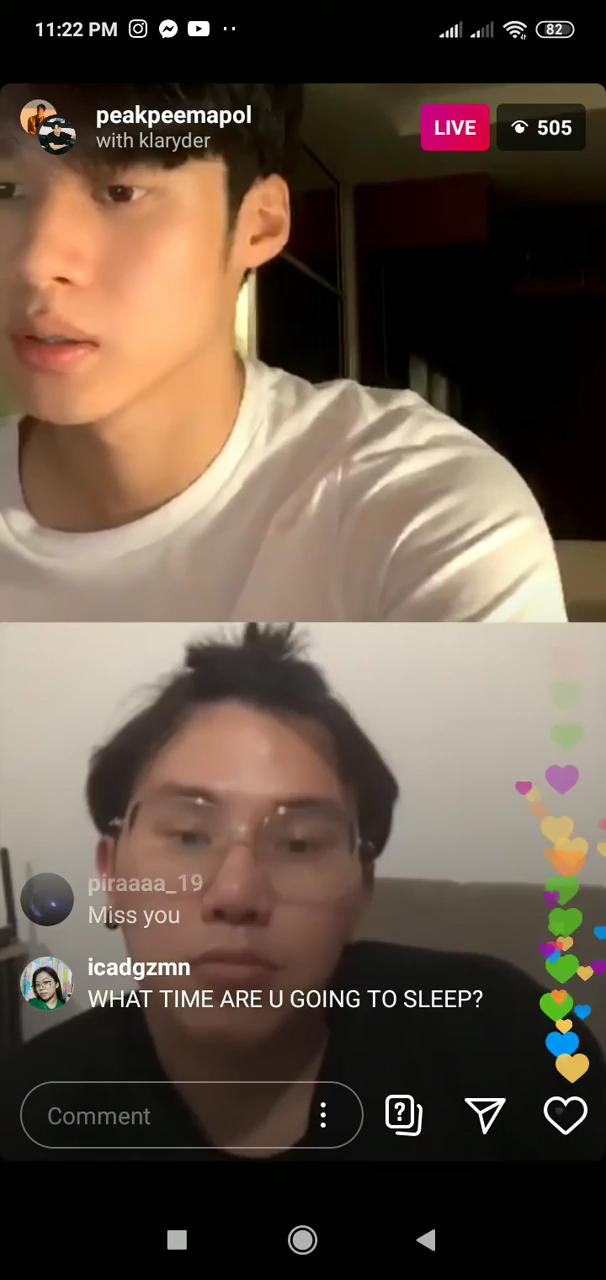 11:22 PM
82
peakpeemapol
with klaryder
LIVE
505
piraaaa_19
Miss you
icadgzmn
WHAT TIME ARE U GOING TO SLEEP?
Comment